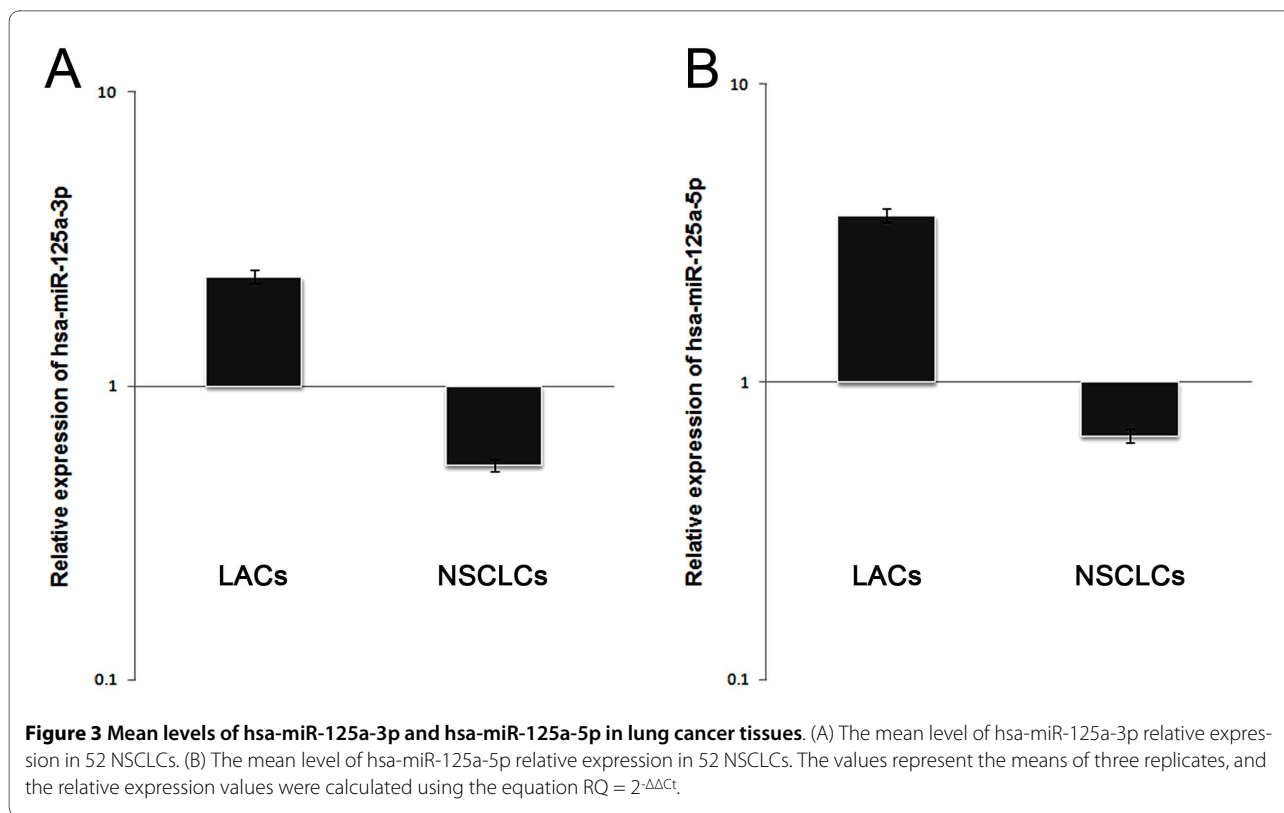 A
Relative expression of hsa-miR-125a-3p
10
1
0.1
LACs
NSCLCs
B
Relative expression of hsa-miR-125a-5p
10
1
0.1
LACs
NSCLCs
Figure 3 Mean levels of hsa-miR-125a-3p and hsa-miR-125a-5p in lung cancer tissues. (A) The mean level of hsa-miR-125a-3p relative expres-
sion in 52 NSCLCs. (B) The mean level of hsa-miR-125a-5p relative expression in 52 NSCLCs. The values represent the means of three replicates, and
the relative expression values were calculated using the equation RQ = 2-ΔΔCt.